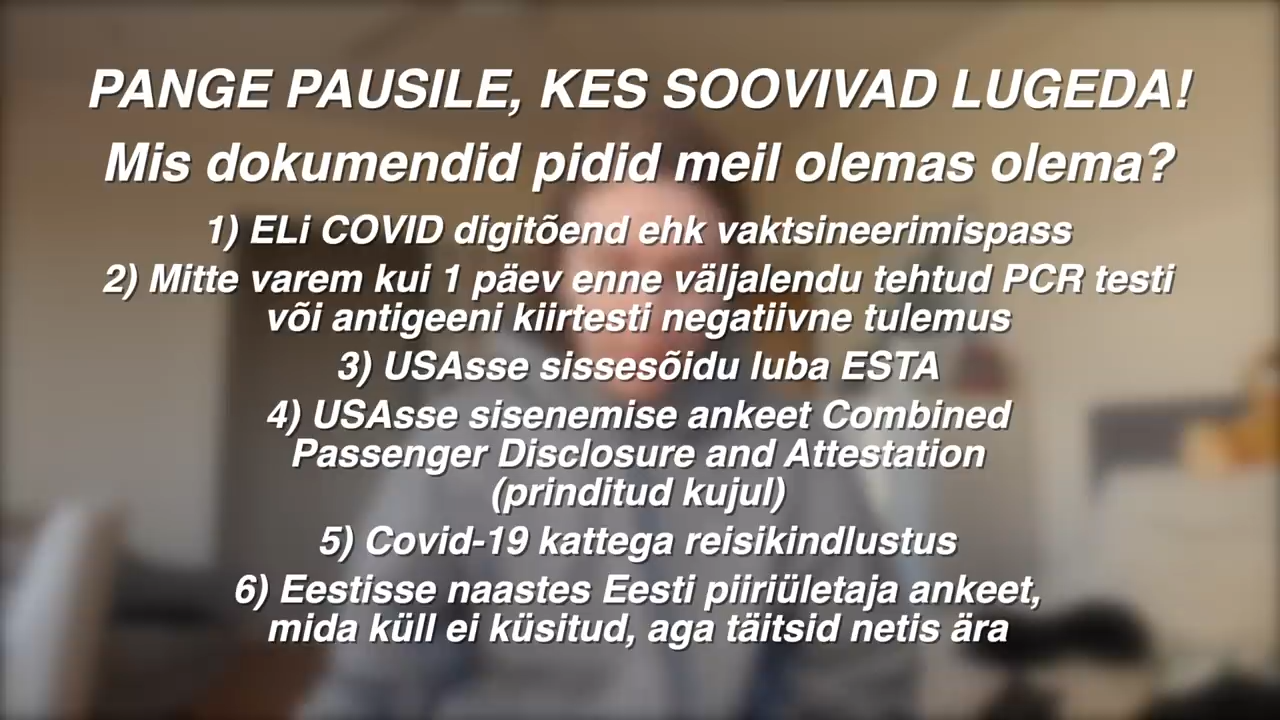 PANGE PAUSILE, KES SOOVIVAD LUGEDA!
Mis dokumendid pidid meil olemas olema?
1) ELi COVID digitõend ehk vaktsineerimispass
2) Mitte varem kui 1 päev enne väljalendu tehtud PCR testi
või antigeeni kiirtesti negatiivne tulemus
3) USAsse sissesõidu luba ESTA
4) USAsse sisenemise ankeet Combined
Passenger Disclosure and Attestation
(prinditud kujul)
5) Covid-19 kattega reisikindlustus
6) Eestisse naastes Eesti piiriületaja ankeet,
mida küll ei küsitud, aga täitsid netis ära